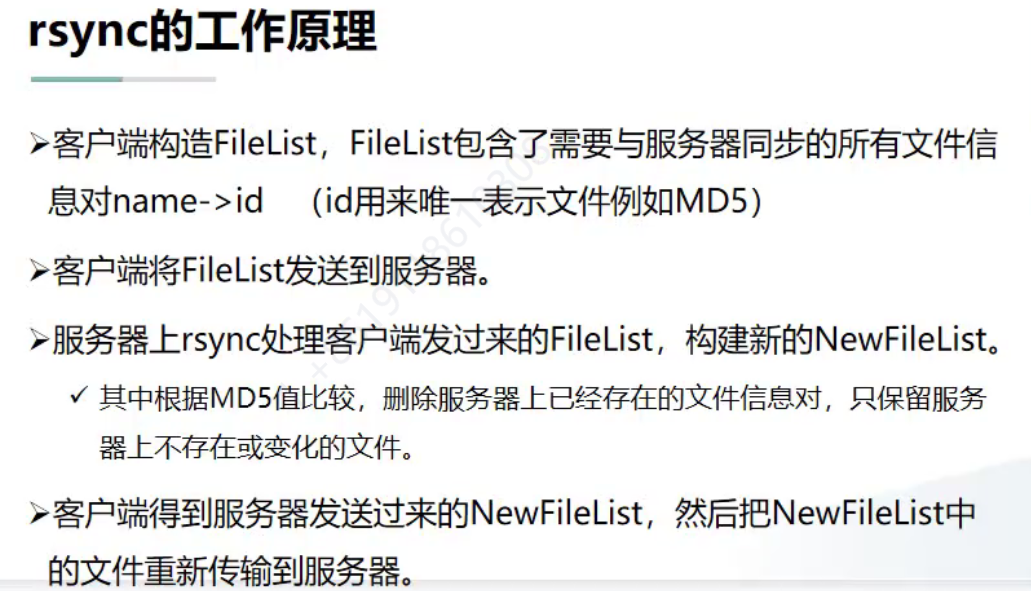 rsync的工作原理
➢客户端构造FileList，FileList包含了需要与服务器同步的所有文件信
息对name->id （id用来唯一表示文件例如MD5）
➢客户端将FileList发送到服务器。
➢服务器上rsync处理客户端发过来的FileList，构建新的NewFileList。
✓ 其中根据MD5值比较，删除服务器上已经存在的文件信息对，只保留服务
器上不存在或变化的文件。
➢客户端得到服务器发送过来的NewFileList，然后把NewFileList中
的文件重新传输到服务器。